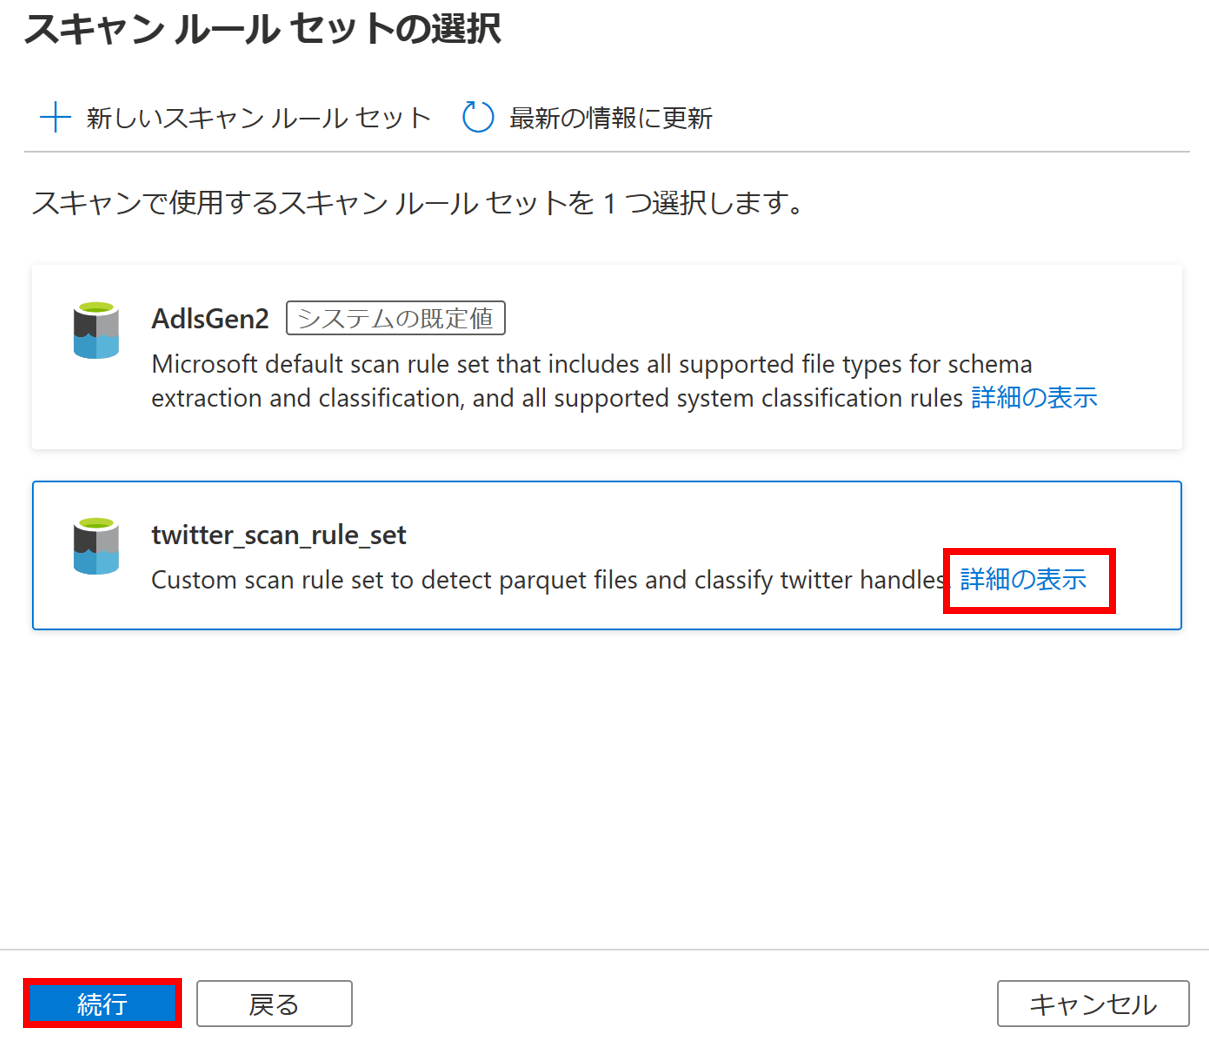 スキャン ルール セットの選択
新しいスキャン ルール セット 最新の情報に更新
スキャンで使用するスキャン ルール セットを 1 つ選択します。
AdlsGen2 システムの既定値
Microsoft default scan rule set that includes all supported file types for schema
extraction and classification, and all supported system classification rules 詳細の表示
twitter_scan_rule_set
Custom scan rule set to detect parquet files and classify twitter handles 詳細の表示
続行 戻る キャンセル